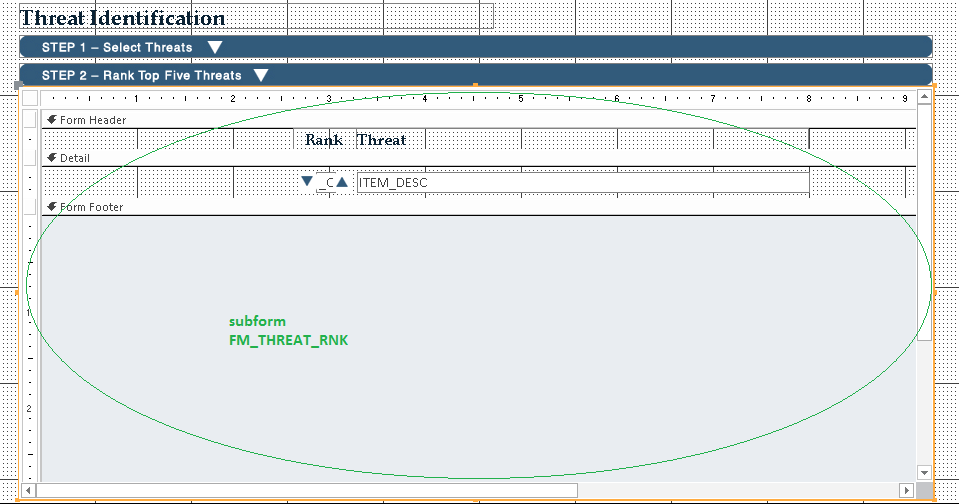 Threat Identification
STEP 1 – Select Threats
STEP 2 – Rank Top Five Threats
1 2 3 4 5 6 7 8 9
Form Header
Rank Threat
Detail
_C ITEM_DESC
Form Footer
1
subform
FM_THREAT_RNK
2